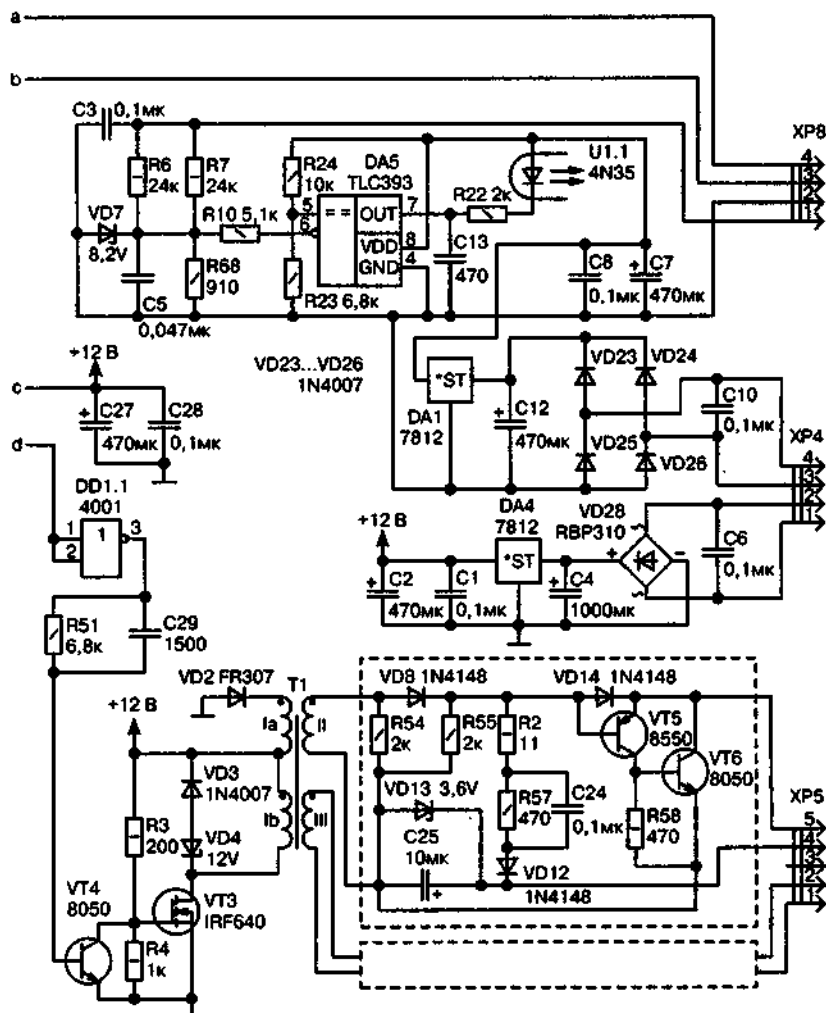 a
b
C3 0,1мк
R6
24к
R7
24к
R24
10к
DA5
TLC393
U1.1
4N35
XP8
4
3
2
1
VD7
8,2V
R10 5,1к
5
6
= =
OUT
7
VDD
8
GND
4
R22 2к
C13
470
R68
910
R23 6,8к
C5
0,047мк
C8
0,1мк
C7
470мк
+
+12 В
VD23...VD26
1N4007
*ST
DA1
7812
+
C12
470мк
VD23
VD24
VD25
VD26
C10
0,1мк
XP4
4
3
2
1
c
+
C27
470мк
C28
0,1мк
d
DD1.1
4001
1
2
1
3
+12 В
DA4
7812
*ST
VD28
RBP310
+
-
C6
0,1мк
+
C2
470мк
C1
0,1мк
+
C4
1000мк
R51
6,8к
C29
1500
VD2 FR307
T1
Ia
II
Ib
III
+12 В
VD3
1N4007
VD4
12V
R3
200
VT3
IRF640
VT4
8050
R4
1к
VD8 1N4148
VD14 1N4148
R54
2к
R55
2к
R2
11
VT5
8550
VT6
8050
VD13 3,6V
R57
470
C24
0,1мк
R58
470
C25
10мк
+
VD12
1N4148
XP5
5
4
3
2
1